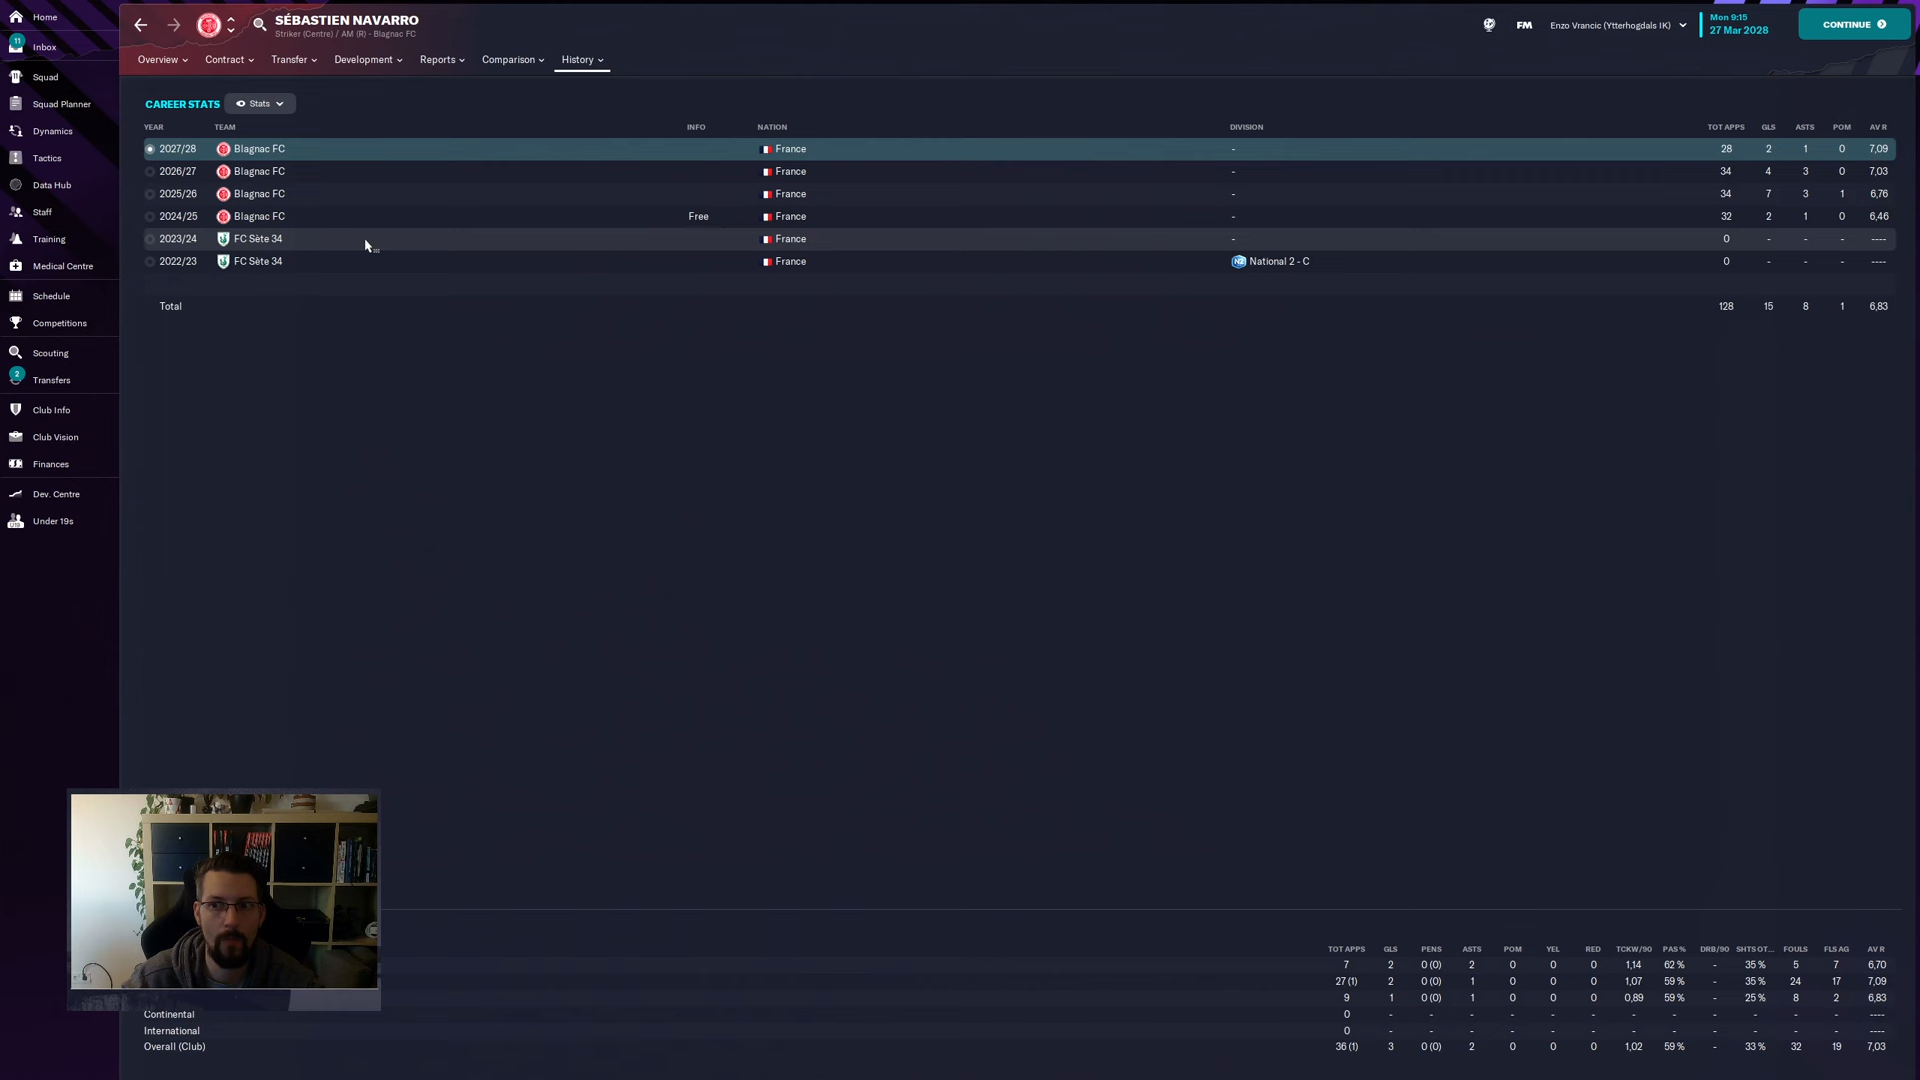 Home
11
Inbox
Squad
Squad Planner
Dynamics
Tactics
Data Hub
Staff
Training
Medical Centre
Schedule
Competitions
Scouting
2
Transfers
Club Info
Club Vision
Finances
Dev. Centre
Under 19s
SÉBASTIEN NAVARRO
Striker (Centre) / AM (R) - Blagnac FC
FM
Enzo Vrancic (Ytterhogdals IK)
Mon 9:15
27 Mar 2028
CONTINUE
Overview Contract Transfer Development Reports Comparison History
CAREER STATS Stats
YEAR TEAM INFO NATION DIVISION TOT APPS GLS ASTS POM AV R
2027/28 Blagnac FC France - 28 2 1 0 7,09
2026/27 Blagnac FC France - 34 4 3 0 7,03
2025/26 Blagnac FC France - 34 7 3 1 6,76
2024/25 Blagnac FC Free France - 32 2 1 0 6,46
2023/24 FC Sète 34 France - 0 - - - ----
2022/23 FC Sète 34 France N2 National 2 - C 0 - - - ----
Total 128 15 8 1 6,83
TOT APPS GLS PENS ASTS POM YEL RED TCKW/90 PAS % DRB/90 SHTS OT... FOULS FLS AG AV R
7 2 0 (0) 2 0 0 0 1,14 62 % - 35 % 5 7 6,70
27 (1) 2 0 (0) 1 0 0 0 1,07 59 % - 35 % 24 17 7,09
9 1 0 (0) 1 0 0 0 0,89 59 % - 25 % 8 2 6,83
Continental 0 - - - - - - - - - - - - ----
International 0 - - - - - - - - - - - - ----
Overall (Club) 36 (1) 3 0 (0) 2 0 0 0 1,02 59 % - 33 % 32 19 7,03